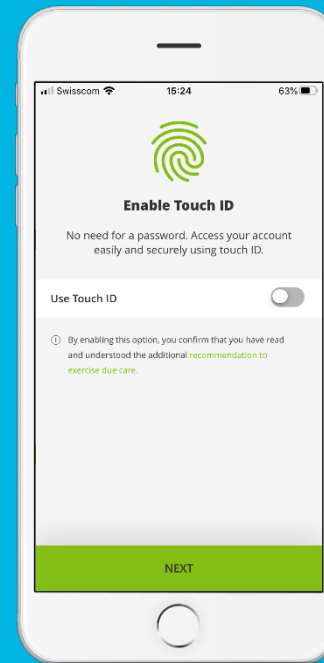 Swisscom
15:24
63%
Enable Touch ID
No need for a password. Access your account
easily and securely using touch ID.
Use Touch ID
By enabling this option, you confirm that you have read
and understood the additional recommendation to
exercise due care.
NEXT